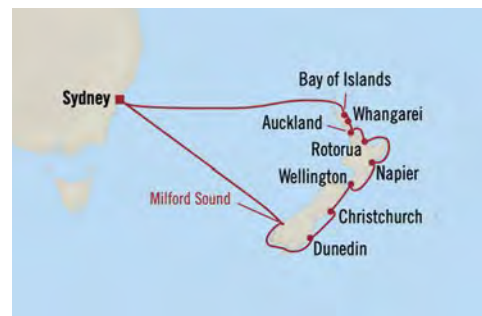 Bay of Islands
Sydney
Whangarei
Auckland
Rotorua
Napier
Wellington
Milford Sound
Christchurch
Dunedin